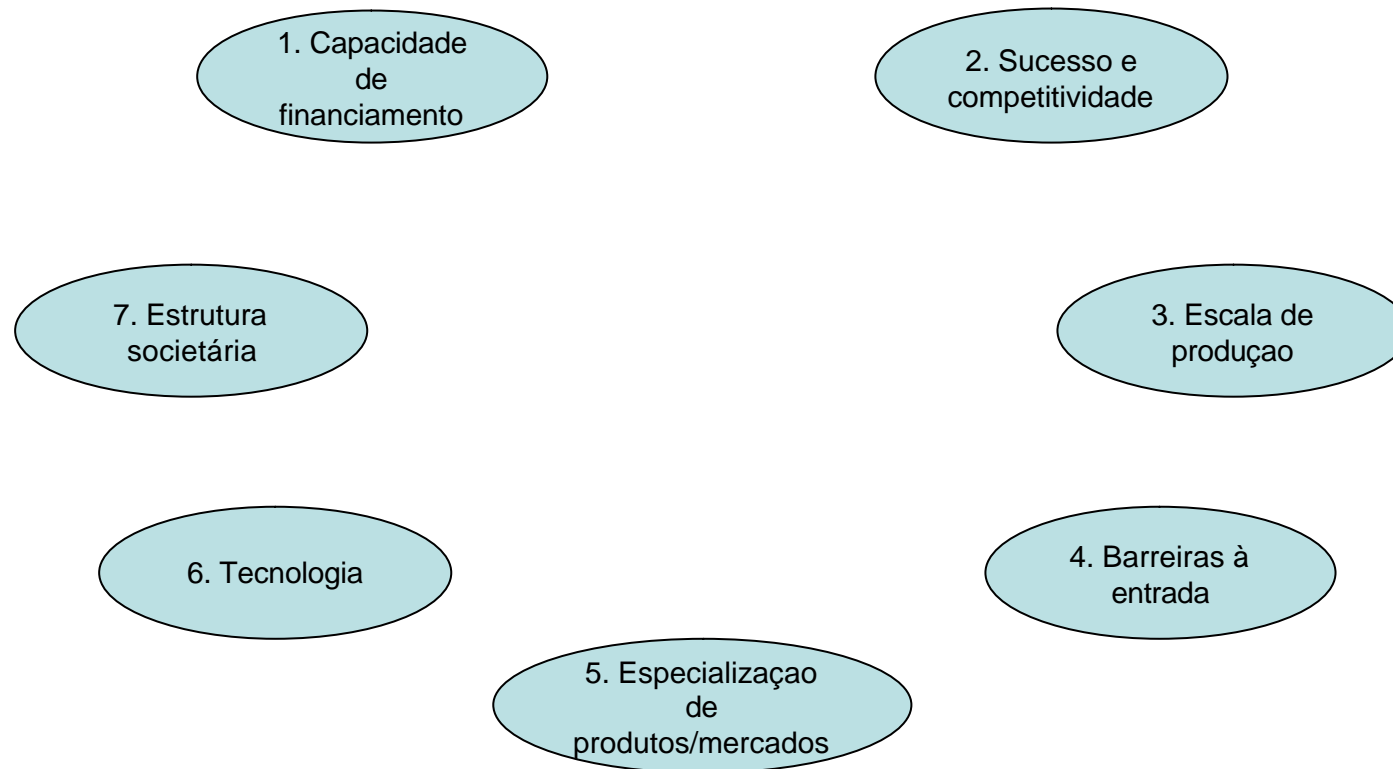 1. Capacidade
de
financiamento
2. Sucesso e
competitividade
7. Estrutura
societária
3. Escala de
produçao
6. Tecnologia
4. Barreiras à
entrada
5. Especializaçao
de
produtos/mercados